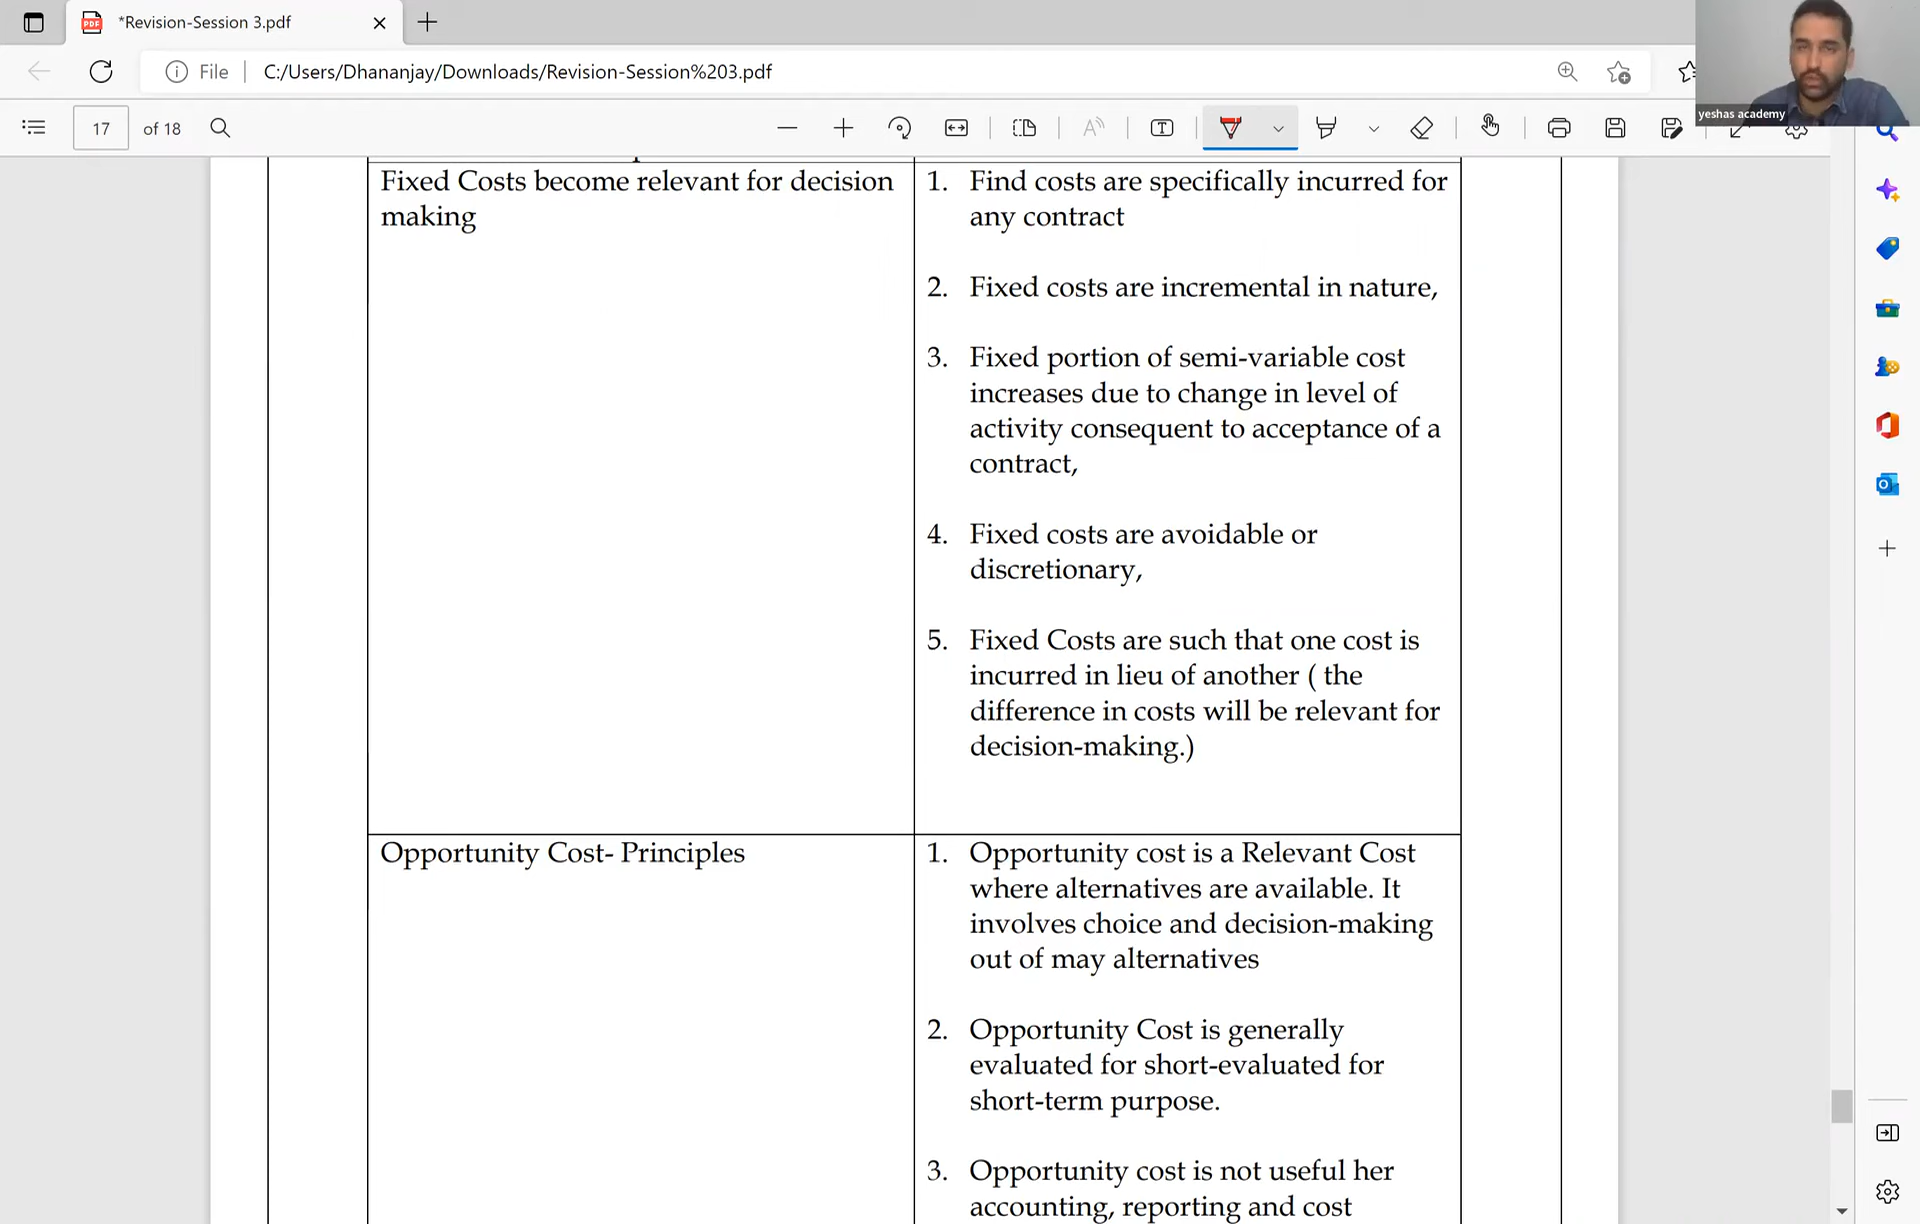 *Revision-Session 3.pdf
File
C:/Users/Dhananjay/Downloads/Revision-Session%203.pdf
yeshas academy
17 of 18
Fixed Costs become relevant for decision
making
1. Find costs are specifically incurred for
any contract
2. Fixed costs are incremental in nature,
3. Fixed portion of semi-variable cost
increases due to change in level of
activity consequent to acceptance of a
contract,
4. Fixed costs are avoidable or
discretionary,
5. Fixed Costs are such that one cost is
incurred in lieu of another ( the
difference in costs will be relevant for
decision-making.)
Opportunity Cost- Principles
1. Opportunity cost is a Relevant Cost
where alternatives are available. It
involves choice and decision-making
out of may alternatives
2. Opportunity Cost is generally
evaluated for short-evaluated for
short-term purpose.
3. Opportunity cost is not useful her
accounting, reporting and cost